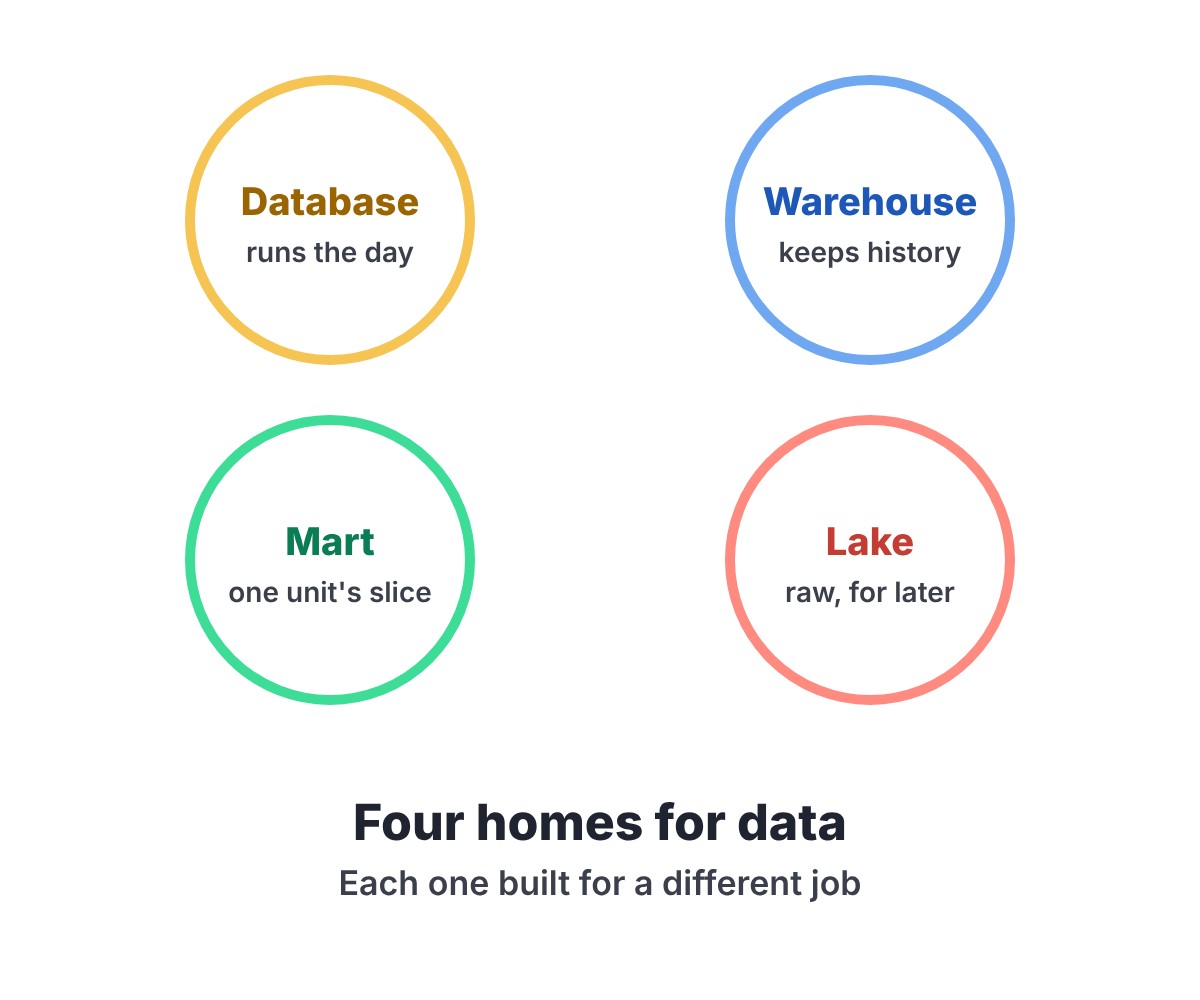 Database
runs the day
Warehouse
keeps history
Mart
one unit's slice
Lake
raw, for later
Four homes for data
Each one built for a different job